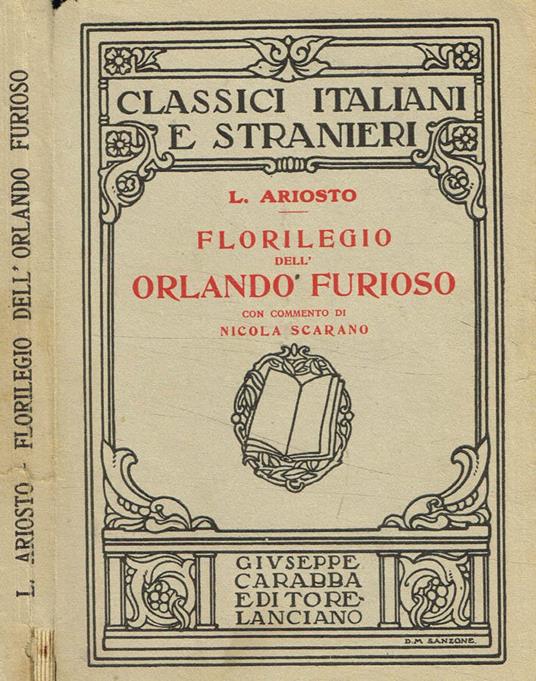 L. ARIOSTO - FLORILEGIO DELL'ORLANDO FURIOSO
CLASSICI ITALIANI
E STRANIERI
L. ARIOSTO
FLORILEGIO
DELL'
ORLANDO FURIOSO
CON COMMENTO DI
NICOLA SCARANO
GIVSEPPE
CARABBA
EDITORE-
LANCIANO
D.M. SANZONE.